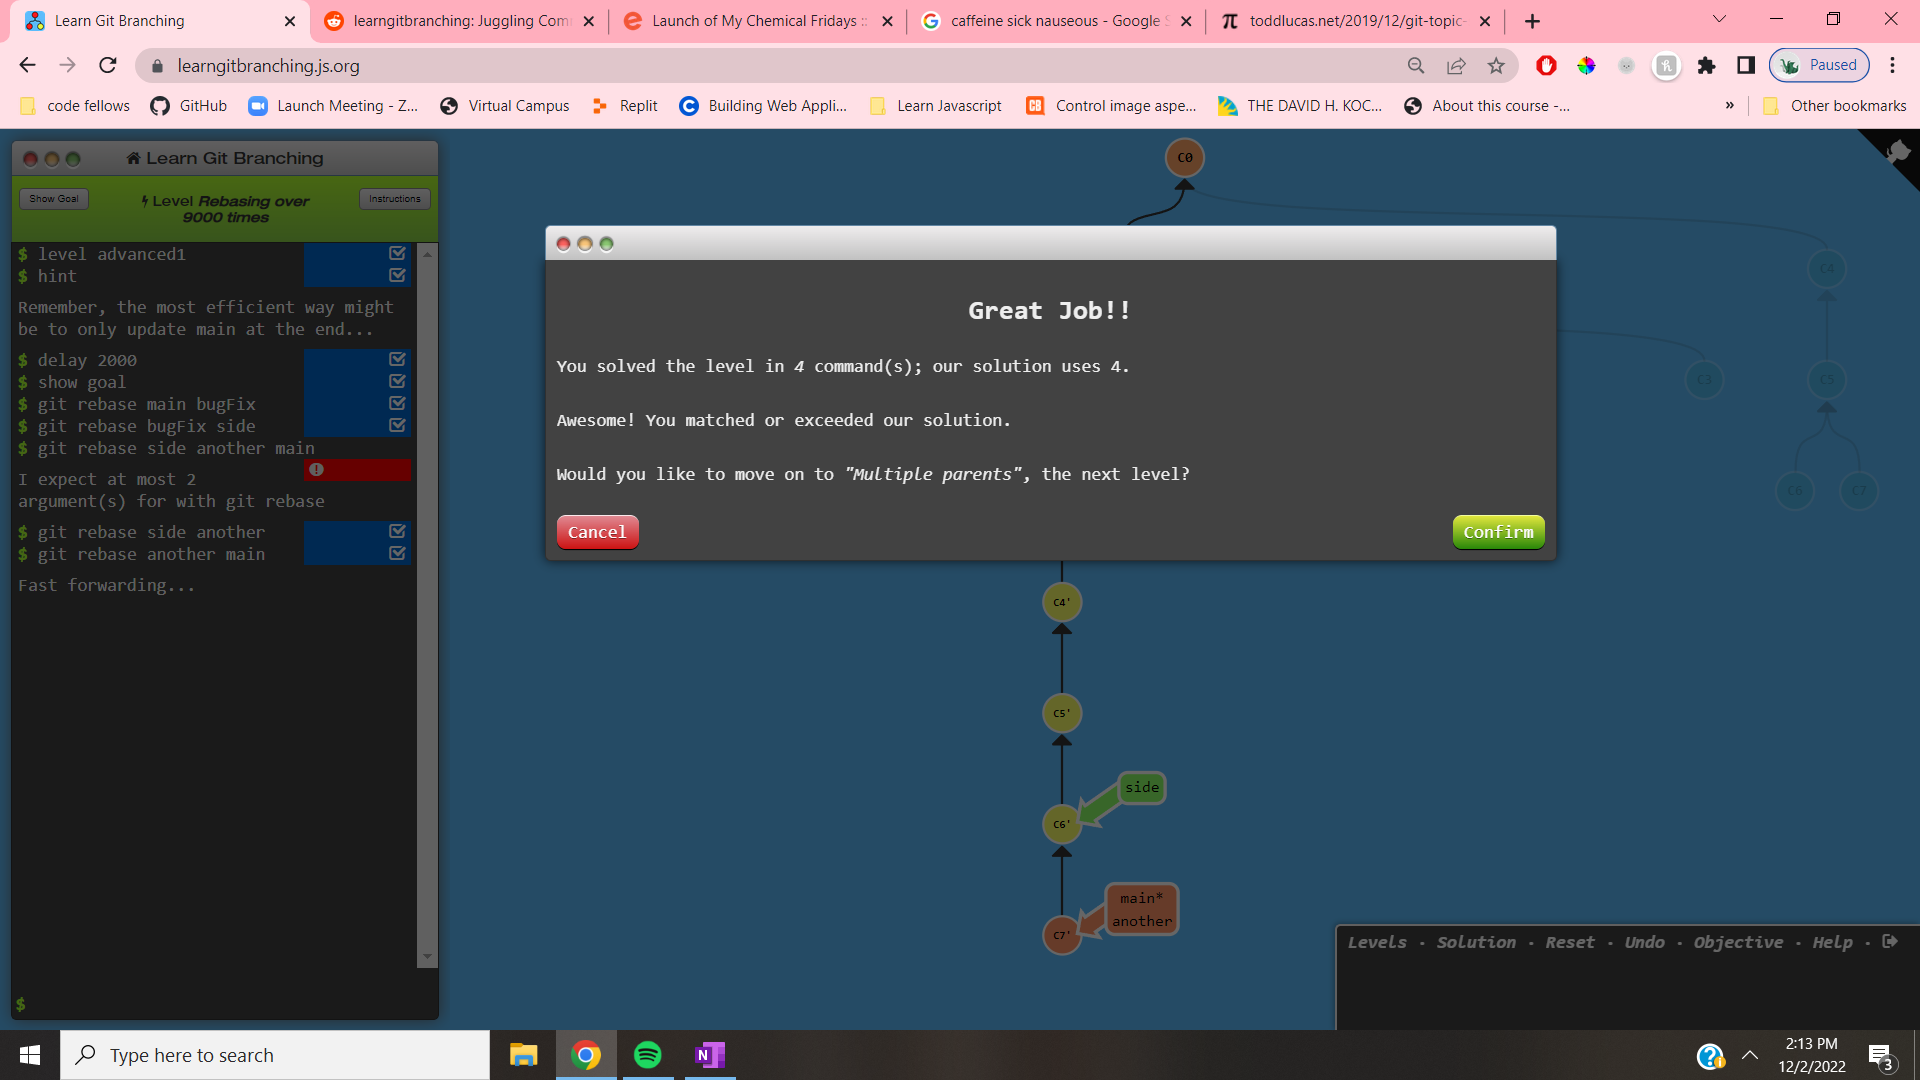 Learn Git Branching
learngitbranching: Juggling Com
Launch of My Chemical Fridays ::
caffeine sick nauseous - Google S
toddlucas.net/2019/12/git-topic-
learngitbranching.js.org
Paused
code fellows
GitHub
Launch Meeting - Z...
Virtual Campus
Replit
Building Web Appli...
Learn Javascript
Control image aspe...
THE DAVID H. KOC...
About this course -...
»
Other bookmarks
Learn Git Branching
Show Goal
Level Rebasing over
9000 times
Instructions
$ level advanced1
$ hint
Remember, the most efficient way might
be to only update main at the end...
$ delay 2000
$ show goal
$ git rebase main bugFix
$ git rebase bugFix side
$ git rebase side another main
I expect at most 2
argument(s) for with git rebase
$ git rebase side another
$ git rebase another main
Fast forwarding...
$
C0
C4
C3
C5
C6
C7
Great Job!!
You solved the level in 4 command(s); our solution uses 4.
Awesome! You matched or exceeded our solution.
Would you like to move on to "Multiple parents", the next level?
Cancel
Confirm
C4'
C5'
side
C6'
main*
another
C7'
Levels · Solution · Reset · Undo · Objective · Help ·
Type here to search
N
2:13 PM
12/2/2022
3